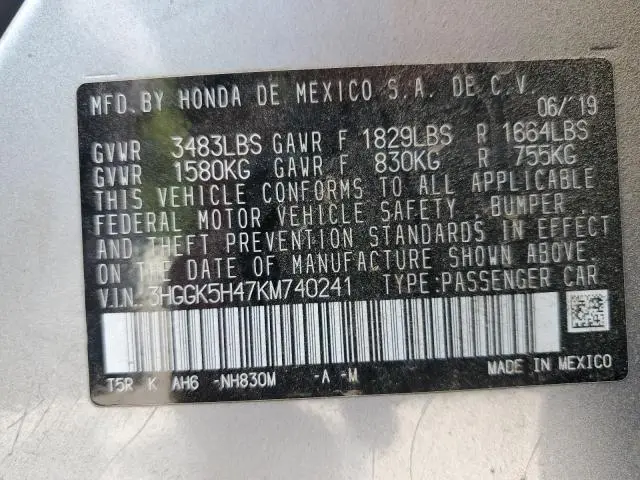 MFD. BY HONDA DE MEXICO S.A. DE C.V.
06/'19
GVWR 3483LBS GAWR F 1829LBS R 1664LBS
GVWR 1580KG GAWR F 830KG R 755KG
THIS VEHICLE CONFORMS TO ALL APPLICABLE
FEDERAL MOTOR VEHICLE SAFETY, BUMPER,
AND THEFT PREVENTION STANDARDS IN EFFECT
ON THE DATE OF MANUFACTURE SHOWN ABOVE.
V.I.N. 3HGGK5H47KM740241 TYPE:PASSENGER CAR
MADE IN MEXICO
T5R K AH6 -NH830M -A -M